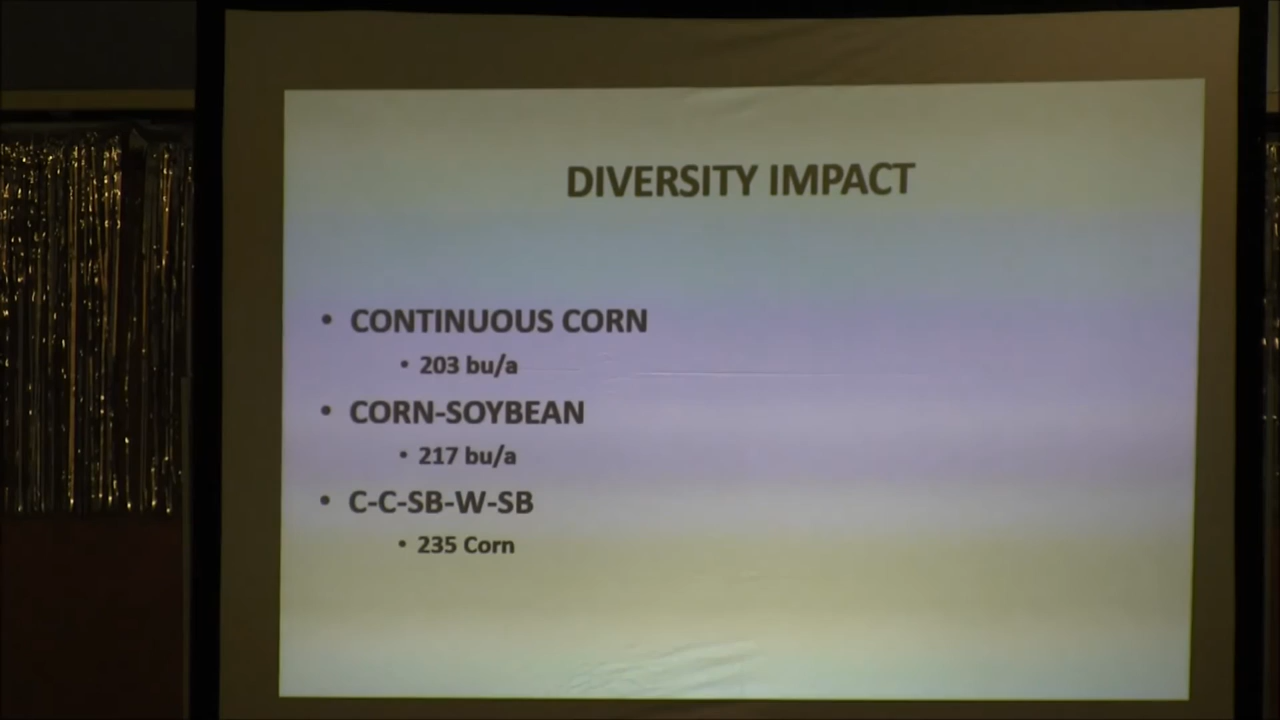 DIVERSITY IMPACT
• CONTINUOUS CORN
• 203 bu/a
• CORN-SOYBEAN
• 217 bu/a
• C-C-SB-W-SB
• 235 Corn